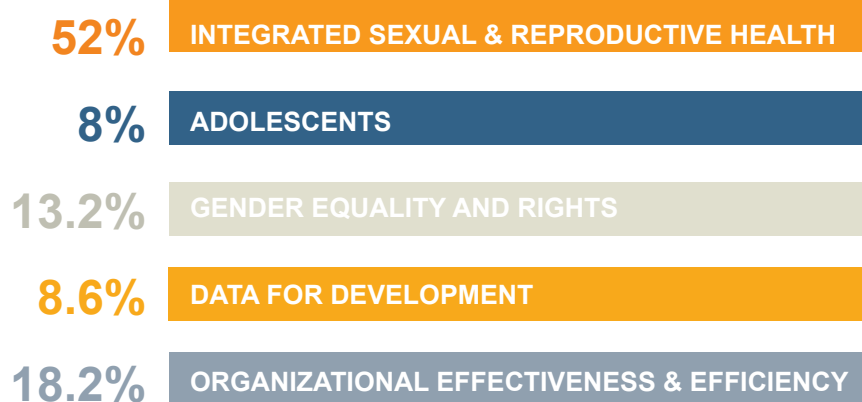 52% INTEGRATED SEXUAL & REPRODUCTIVE HEALTH
8% ADOLESCENTS
13.2% GENDER EQUALITY AND RIGHTS
8.6% DATA FOR DEVELOPMENT
18.2% ORGANIZATIONAL EFFECTIVENESS & EFFICIENCY